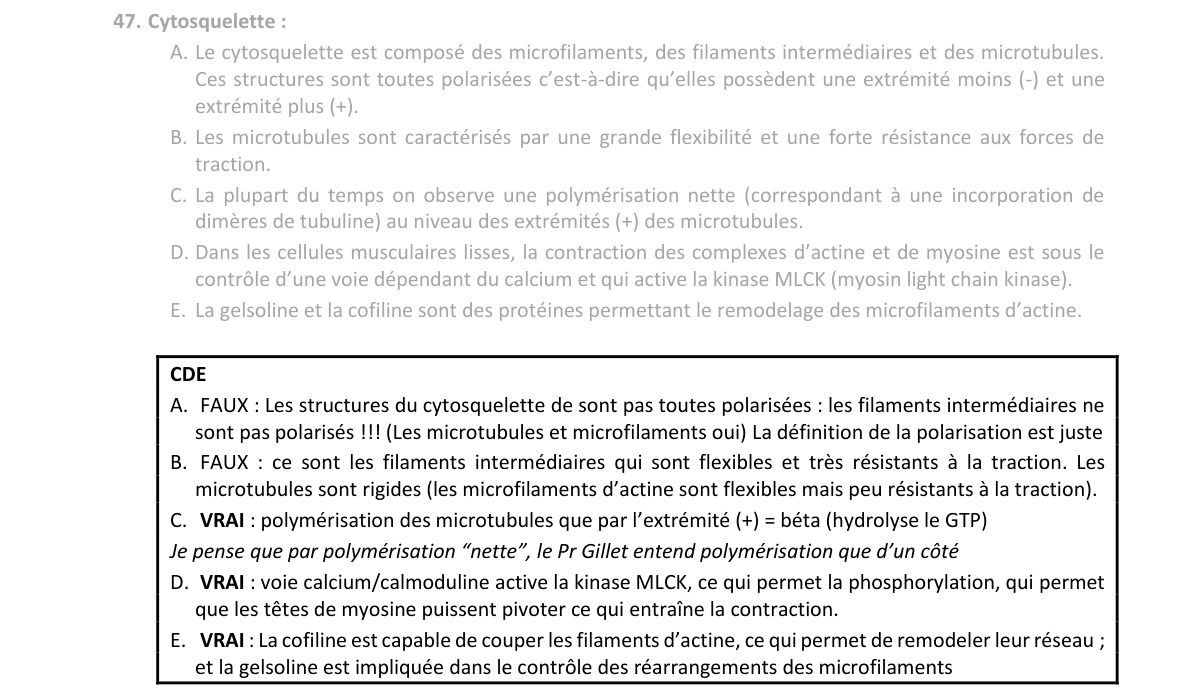 47. Cytosquelette :
A. Le cytosquelette est composé des microfilaments, des filaments intermédiaires et des microtubules.
Ces structures sont toutes polarisées c’est-à-dire qu’elles possèdent une extrémité moins (-) et une
extrémité plus (+).
B. Les microtubules sont caractérisés par une grande flexibilité et une forte résistance aux forces de
traction.
C. La plupart du temps on observe une polymérisation nette (correspondant à une incorporation de
dimères de tubuline) au niveau des extrémités (+) des microtubules.
D. Dans les cellules musculaires lisses, la contraction des complexes d’actine et de myosine est sous le
contrôle d’une voie dépendant du calcium et qui active la kinase MLCK (myosin light chain kinase).
E. La gelsoline et la cofiline sont des protéines permettant le remodelage des microfilaments d’actine.
CDE
A. FAUX : Les structures du cytosquelette de sont pas toutes polarisées : les filaments intermédiaires ne
sont pas polarisés !!! (Les microtubules et microfilaments oui) La définition de la polarisation est juste
B. FAUX : ce sont les filaments intermédiaires qui sont flexibles et très résistants à la traction. Les
microtubules sont rigides (les microfilaments d’actine sont flexibles mais peu résistants à la traction).
C. VRAI : polymérisation des microtubules que par l’extrémité (+) = béta (hydrolyse le GTP)
Je pense que par polymérisation “nette”, le Pr Gillet entend polymérisation que d’un côté
D. VRAI : voie calcium/calmoduline active la kinase MLCK, ce qui permet la phosphorylation, qui permet
que les têtes de myosine puissent pivoter ce qui entraîne la contraction.
E. VRAI : La cofiline est capable de couper les filaments d’actine, ce qui permet de remodeler leur réseau ;
et la gelsoline est impliquée dans le contrôle des réarrangements des microfilaments